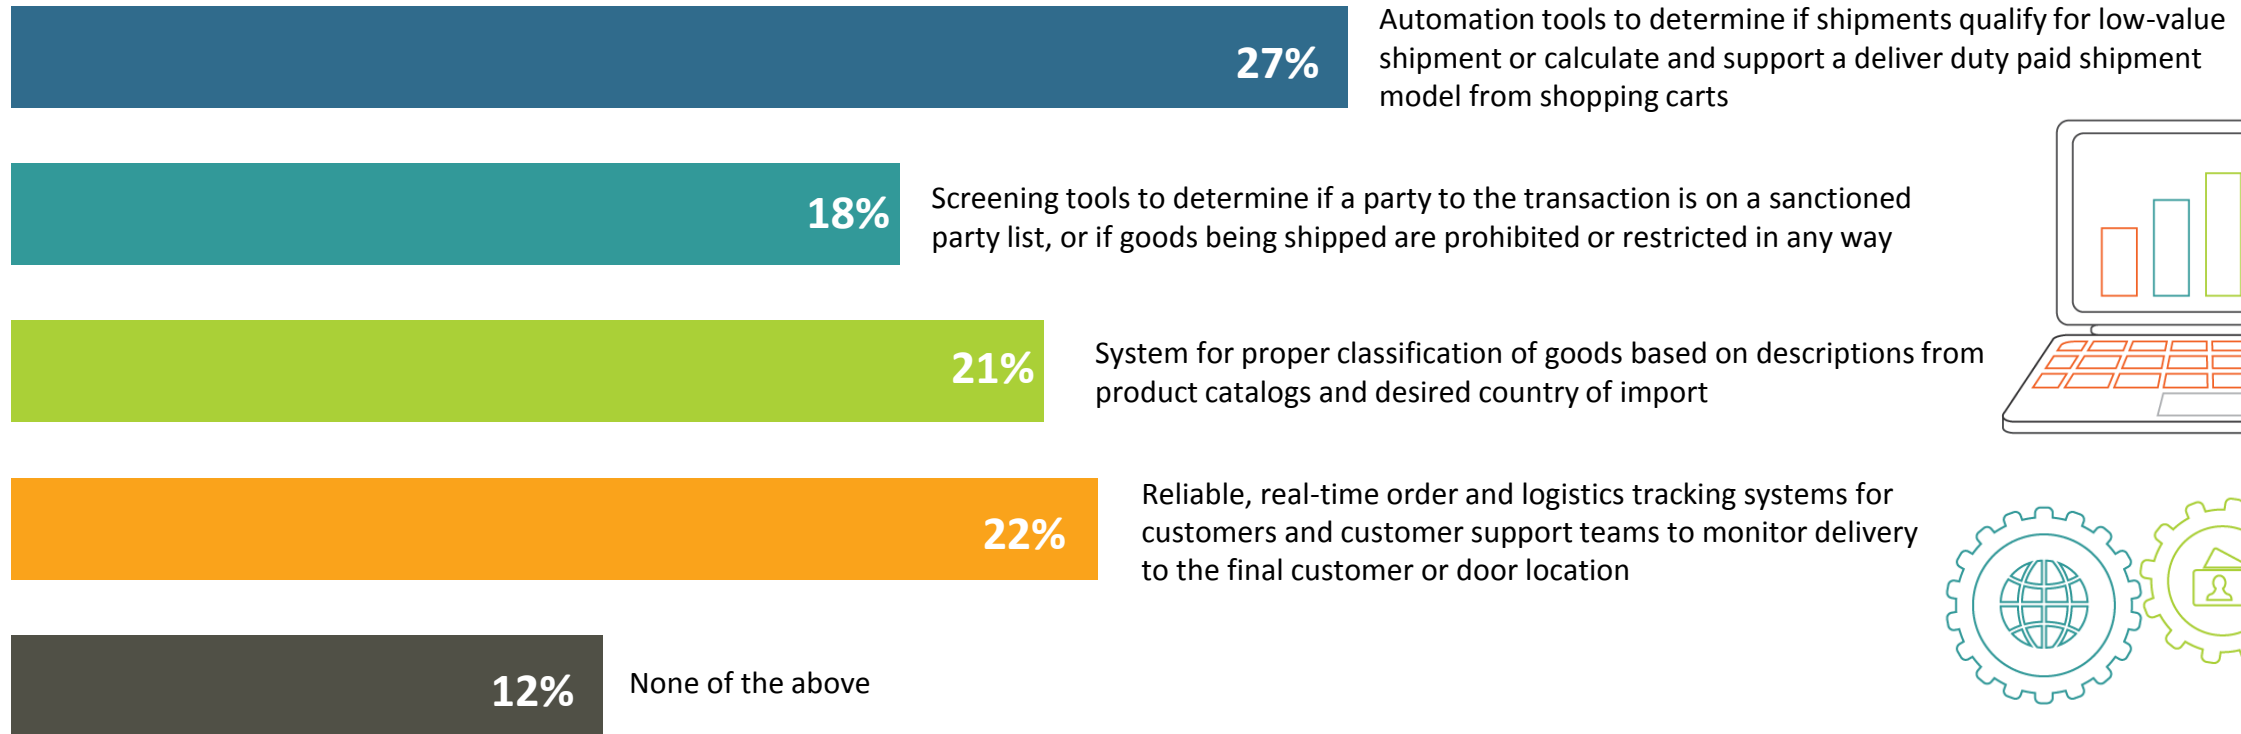 27%
Automation tools to determine if shipments qualify for low-value
shipment or calculate and support a deliver duty paid shipment
model from shopping carts
18%
Screening tools to determine if a party to the transaction is on a sanctioned
party list, or if goods being shipped are prohibited or restricted in any way
21%
System for proper classification of goods based on descriptions from
product catalogs and desired country of import
22%
Reliable, real-time order and logistics tracking systems for
customers and customer support teams to monitor delivery
to the final customer or door location
12%
None of the above